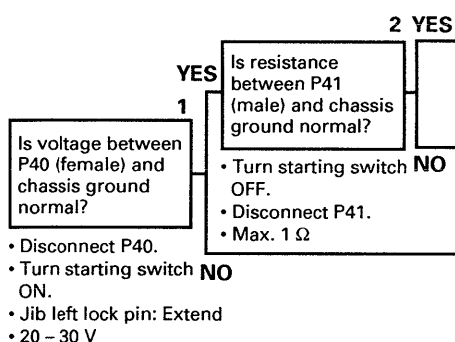 2 YES
Is resistance
between P41
(male) and chassis
ground normal?
YES
1
Is voltage between
P40 (female) and
chassis ground
normal?
• Turn starting switch
OFF.
• Disconnect P41.
• Max. 1 Ω
NO
• Disconnect P40.
• Turn starting switch
ON.
• Jib left lock pin: Extend
• 20 – 30 V
NO